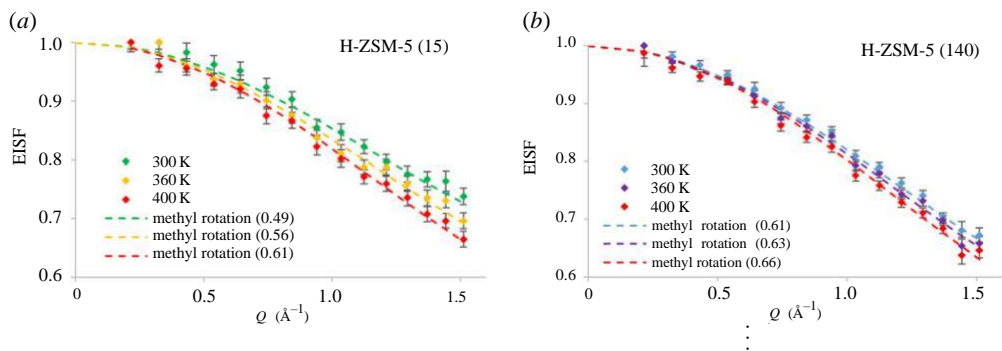 (a)
1.0
H-ZSM-5 (15)
0.9
EISF
0.8
300 K
360 K
400 K
0.7
methyl rotation (0.49)
methyl rotation (0.56)
methyl rotation (0.61)
0.6
0 0.5 1.0 1.5
Q (Å⁻¹)
(b)
1.0
H-ZSM-5 (140)
0.9
EISF
0.8
300 K
360 K
400 K
0.7
methyl rotation (0.61)
methyl rotation (0.63)
methyl rotation (0.66)
0.6
0 0.5 1.0 1.5
Q (Å⁻¹)